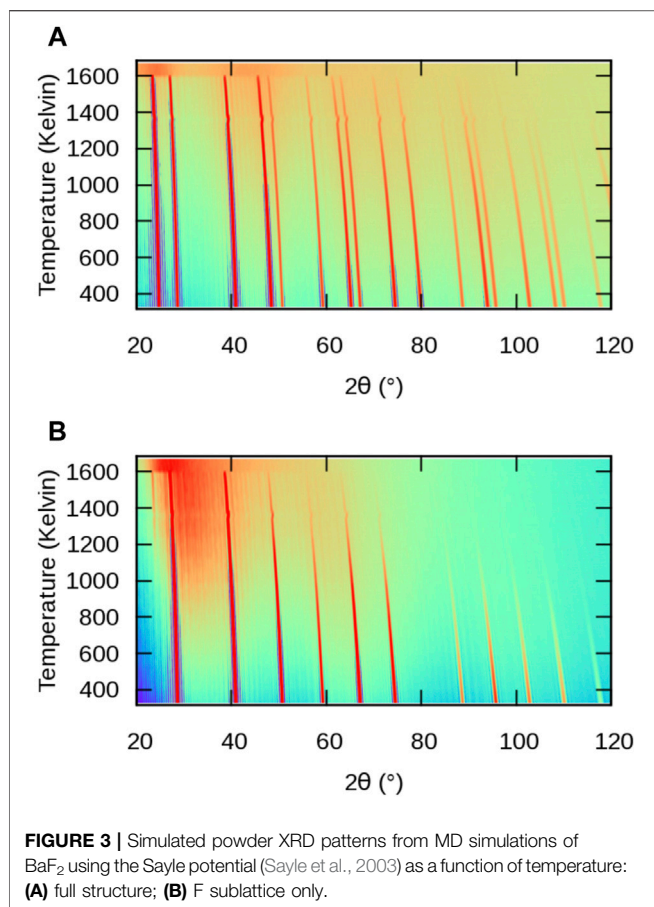 A
Temperature (Kelvin)
1600
1400
1200
1000
800
600
400
20 40 60 80 100 120
2θ (°)
B
Temperature (Kelvin)
1600
1400
1200
1000
800
600
400
20 40 60 80 100 120
2θ (°)
FIGURE 3 | Simulated powder XRD patterns from MD simulations of
BaF₂ using the Sayle potential (Sayle et al., 2003) as a function of temperature:
(A) full structure; (B) F sublattice only.